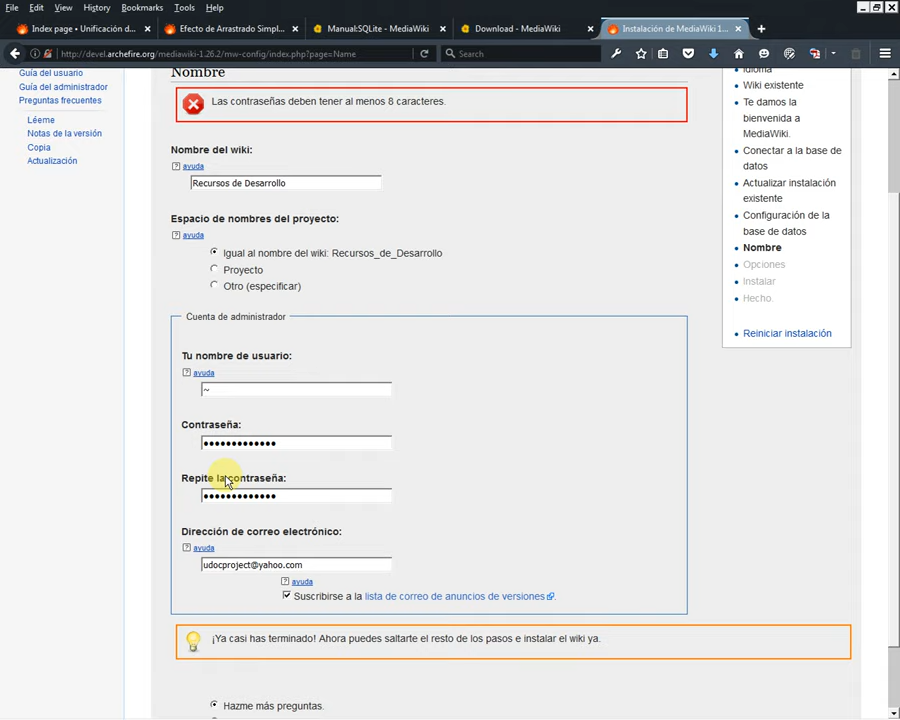 File Edit View History Bookmarks Tools Help
Index page • Unificación d... Efecto de Arrastrado Simpl... Manual:SQLite - MediaWiki Download - MediaWiki Instalación de MediaWiki 1...
http://devel.archefire.org/mediawiki-1.26.2/mw-config/index.php?page=Name Search
Guía del usuario
Guía del administrador
Preguntas frecuentes
Léeme
Notas de la versión
Copia
Actualización
Nombre
Las contraseñas deben tener al menos 8 caracteres.
Nombre del wiki:
ayuda
Recursos de Desarrollo
Espacio de nombres del proyecto:
ayuda
Igual al nombre del wiki: Recursos_de_Desarrollo
Proyecto
Otro (especificar)
Cuenta de administrador
Tu nombre de usuario:
ayuda
~
Contraseña:
•••••••••••••
Repite la contraseña:
•••••••••••••
Dirección de correo electrónico:
ayuda
udocproject@yahoo.com
ayuda
Suscribirse a la lista de correo de anuncios de versiones.
¡Ya casi has terminado! Ahora puedes saltarte el resto de los pasos e instalar el wiki ya.
Hazme más preguntas.
Idioma
Wiki existente
Te damos la
bienvenida a
MediaWiki.
Conectar a la base de
datos
Actualizar instalación
existente
Configuración de la
base de datos
Nombre
Opciones
Instalar
Hecho.
Reiniciar instalación